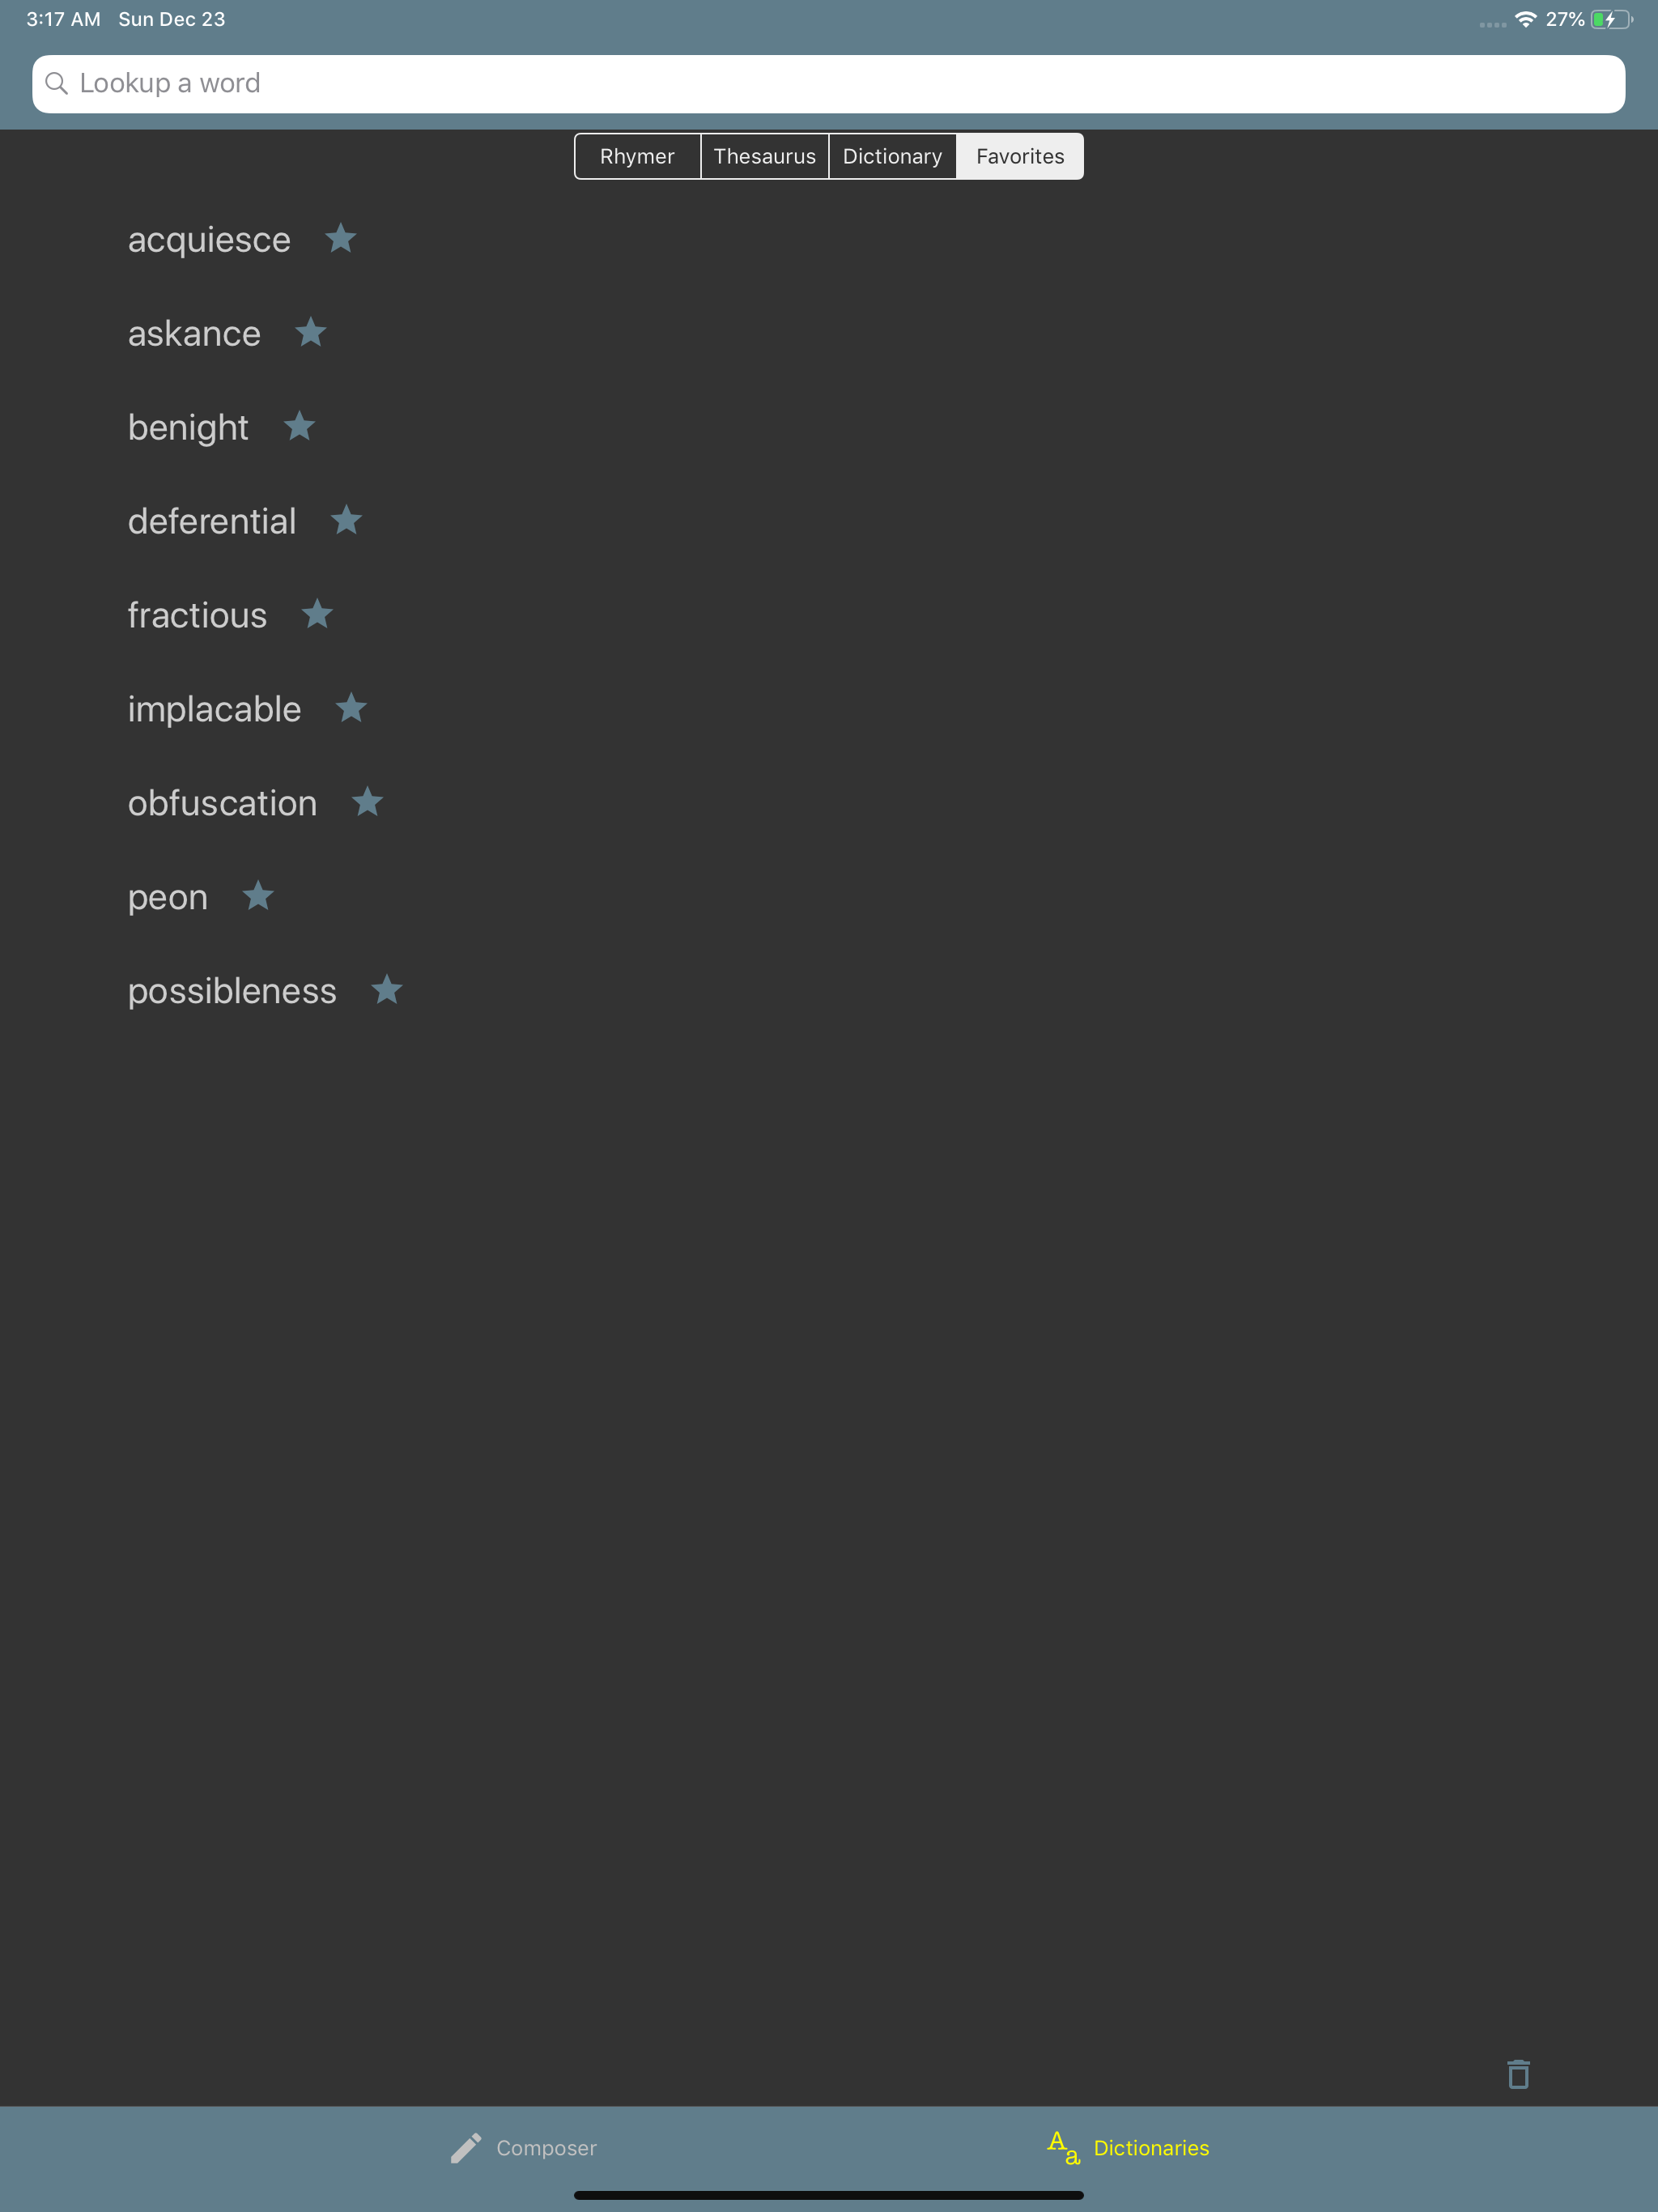 3:17 AM Sun Dec 23 27%
Lookup a word
Rhymer Thesaurus Dictionary Favorites
acquiesce
askance
benight
deferential
fractious
implacable
obfuscation
peon
possibleness
Composer Aa Dictionaries